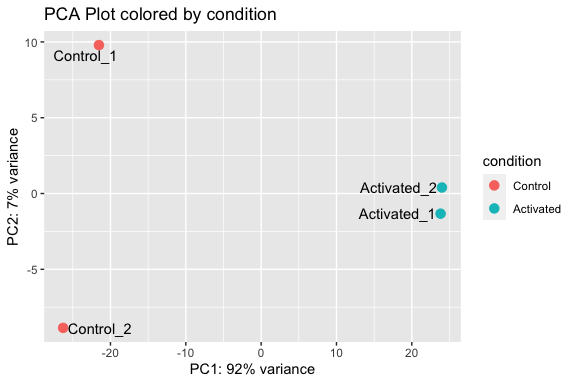 PCA Plot colored by condition
10
5
0
-5
PC2: 7% variance
Control_1
Activated_2
Activated_1
Control_2
-20
-10
0
10
20
PC1: 92% variance
condition
Control
Activated